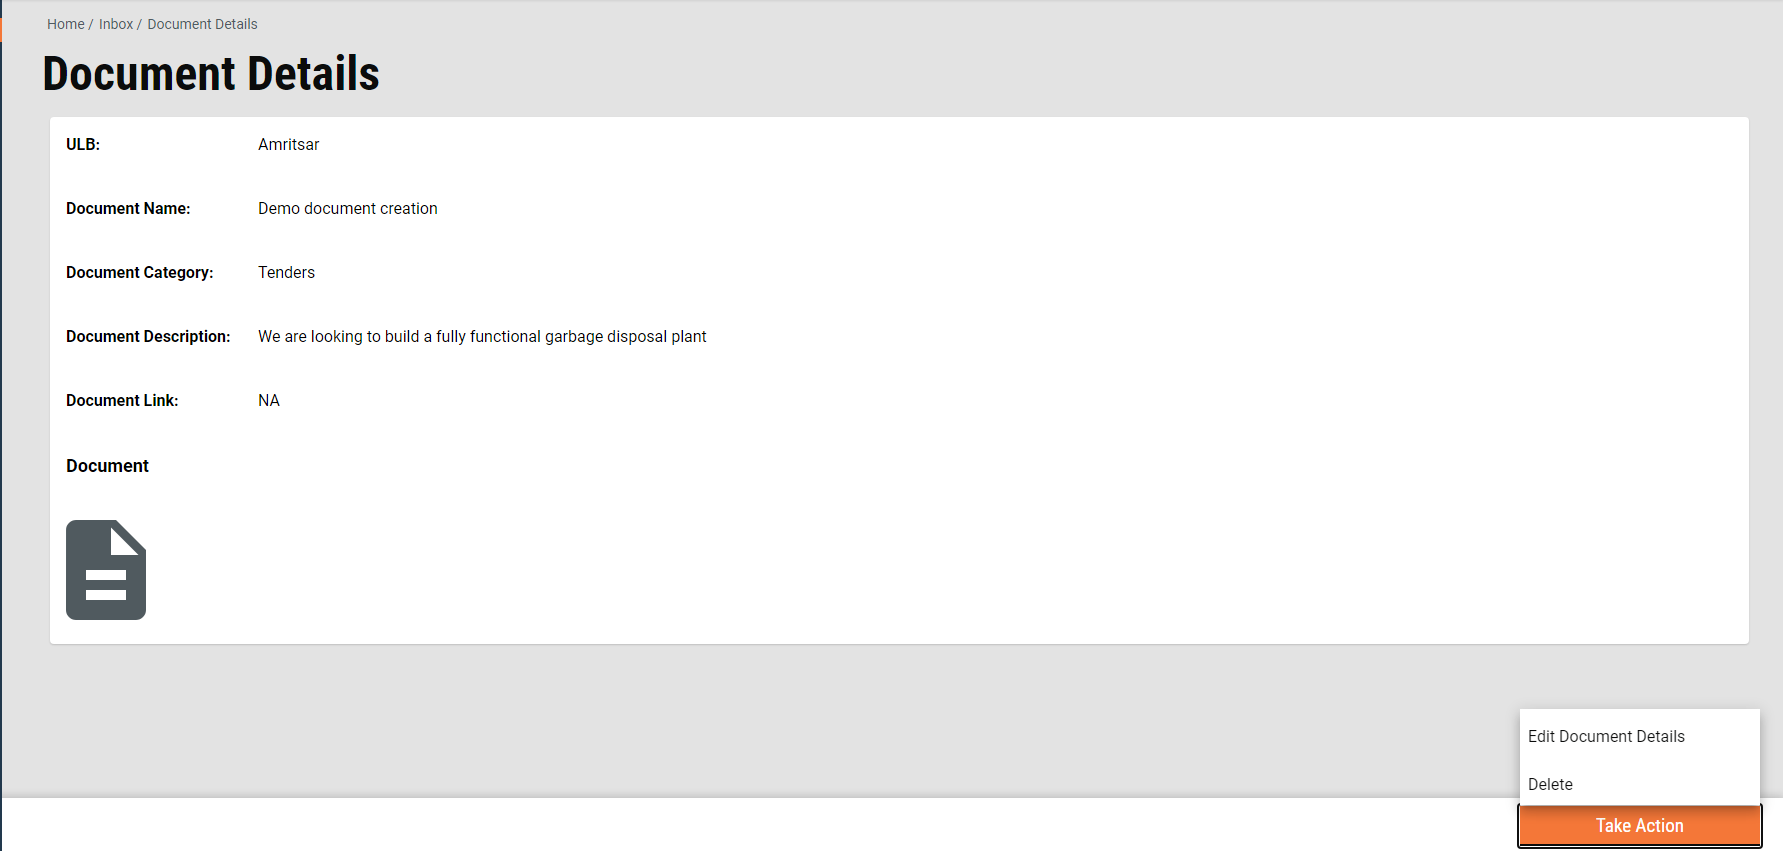 Home / Inbox / Document Details
Document Details
ULB: Amritsar
Document Name: Demo document creation
Document Category: Tenders
Document Description: We are looking to build a fully functional garbage disposal plant
Document Link: NA
Document
Edit Document Details
Delete
Take Action